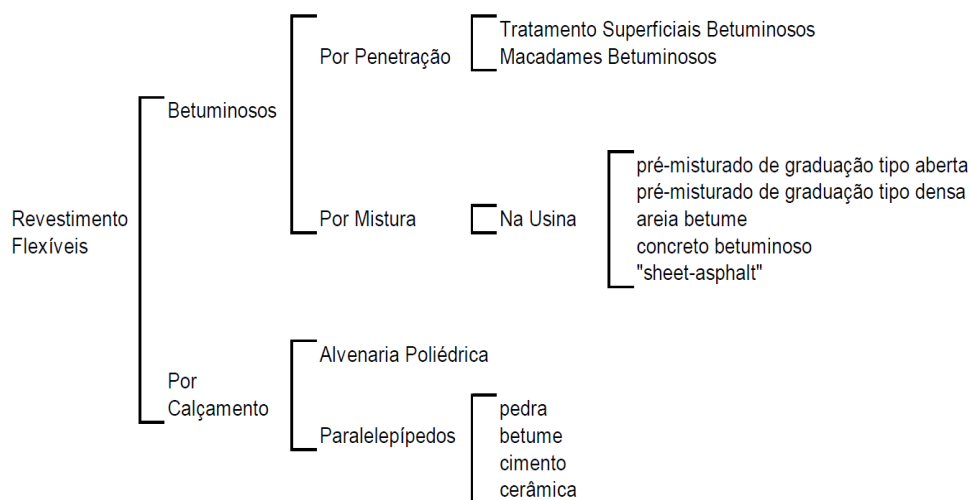 Tratamento Superficiais Betuminosos
Por Penetração
Macadames Betuminosos
Betuminosos
pré-misturado de graduação tipo aberta
pré-misturado de graduação tipo densa
Revestimento
Flexíveis
Por Mistura
Na Usina
areia betume
concreto betuminoso
"sheet-asphalt"
Alvenaria Poliédrica
Por
Calçamento
Paralelepípedos
pedra
betume
cimento
cerâmica